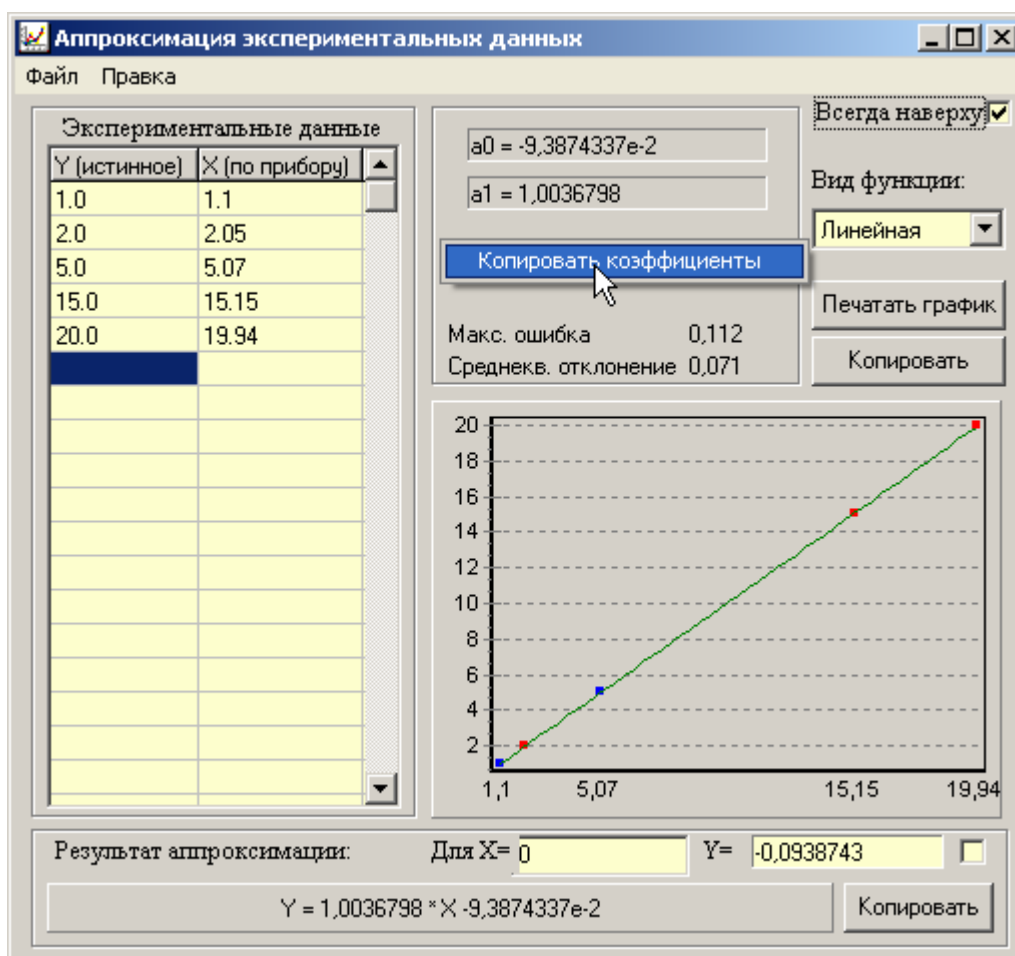 Аппроксимация экспериментальных данных
Файл Правка
Экспериментальные данные
Y (истинное) X (по прибору)
1.0 1.1
2.0 2.05
5.0 5.07
15.0 15.15
20.0 19.94
a0 = -9,3874337e-2
a1 = 1,0036798
Копировать коэффициенты
Макс. ошибка 0,112
Среднекв. отклонение 0,071
Всегда наверху
Вид функции:
Линейная
Печатать график
Копировать
20
18
16
14
12
10
8
6
4
2
1,1 5,07 15,15 19,94
Результат аппроксимации: Для X= 0 Y= -0,0938743
Y = 1,0036798 * X -9,3874337e-2 Копировать